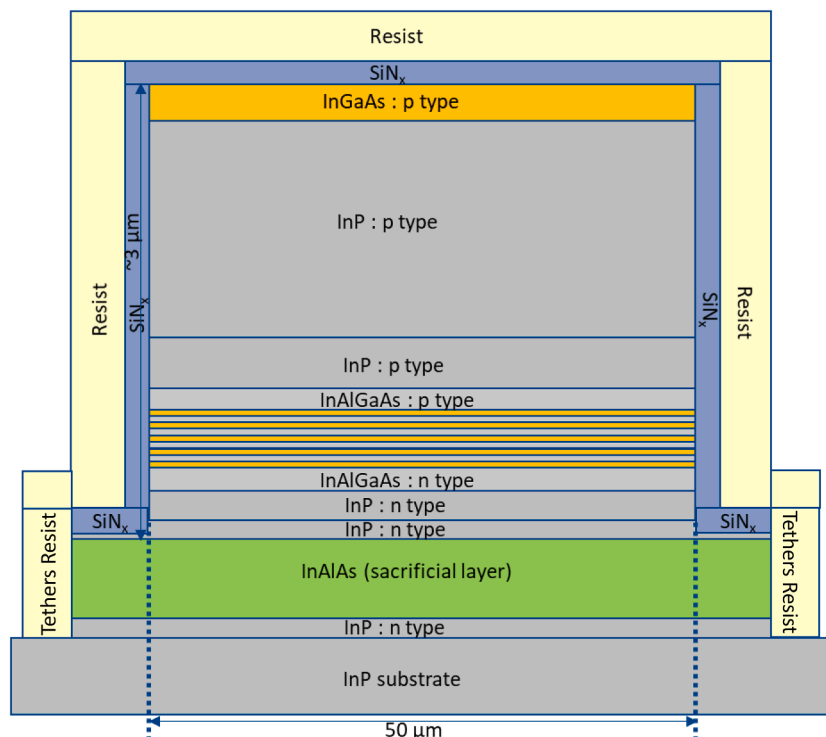 Resist
SiNₓ
InGaAs : p type
InP : p type
~3 µm
Resist
SiNₓ
SiNₓ
Resist
InP : p type
InAlGaAs : p type
InAlGaAs : n type
InP : n type
SiNₓ
InP : n type
SiNₓ
Tethers Resist
InAlAs (sacrificial layer)
Tethers Resist
InP : n type
InP substrate
50 µm